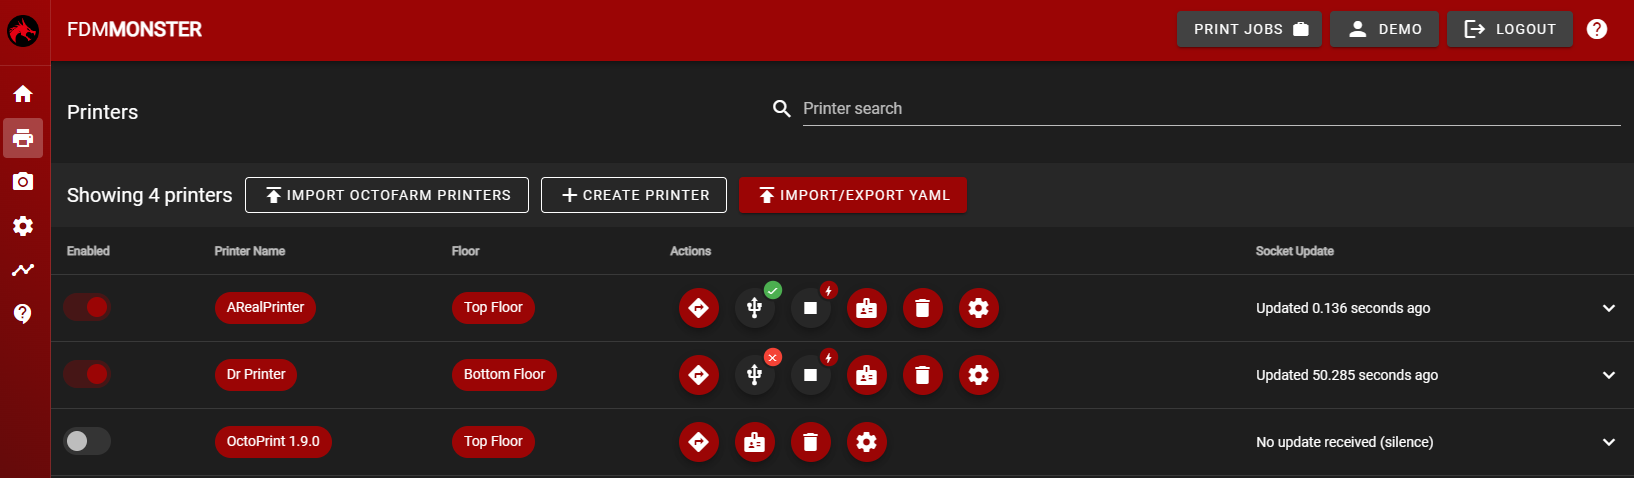 FDMMONSTER
PRINT JOBS
DEMO
LOGOUT
Printers
Printer search
Showing 4 printers
IMPORT OCTOFARM PRINTERS
CREATE PRINTER
IMPORT/EXPORT YAML
Enabled Printer Name Floor Actions Socket Update
ARealPrinter Top Floor Updated 0.136 seconds ago
Dr Printer Bottom Floor Updated 50.285 seconds ago
OctoPrint 1.9.0 Top Floor No update received (silence)